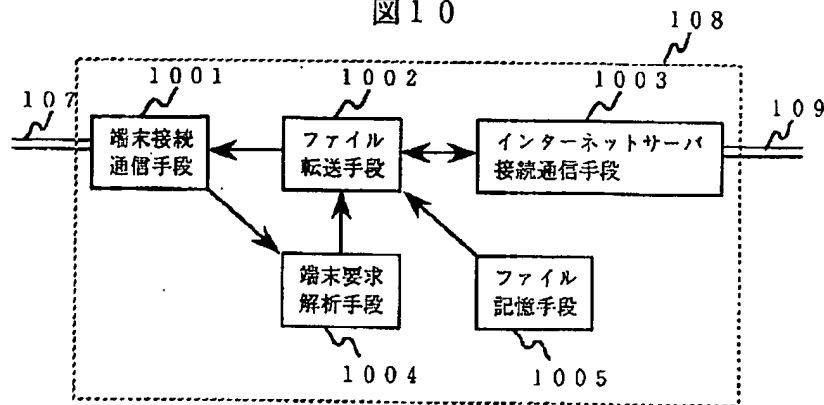 図10
108
1001
1002
1003
107
109
端末接続
通信手段
ファイル
転送手段
インターネットサーバ
接続通信手段
端末要求
解析手段
ファイル
記憶手段
1004
1005